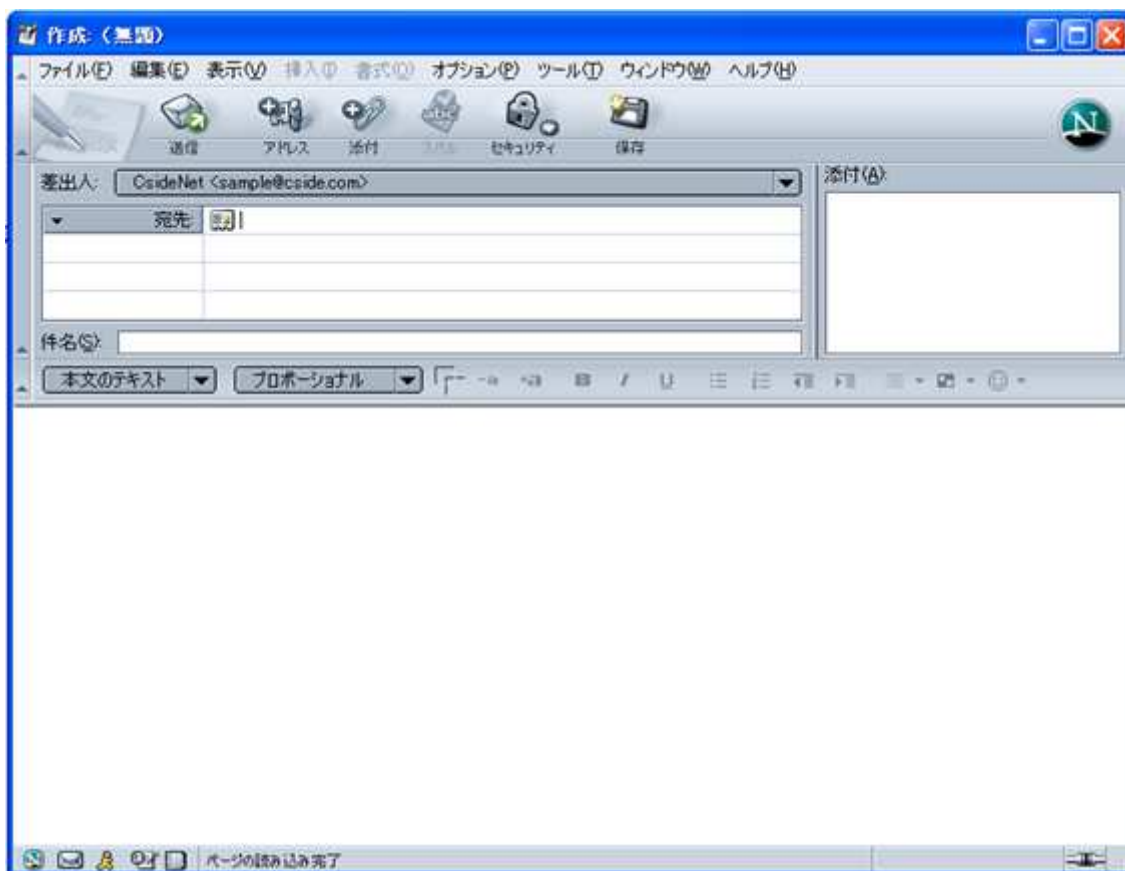 作成: (無題)
ファイル(F) 編集(E) 表示(V) 挿入(I) 書式(O) オプション(P) ツール(T) ウィンドウ(W) ヘルプ(H)
送信 アドレス 添付 スペル セキュリティ 保存
N
差出人: CsideNet <sample@cside.com> 添付(A):
宛先:
件名(S):
本文のテキスト プロポーショナル -a +a B I U
ページの読み込み完了